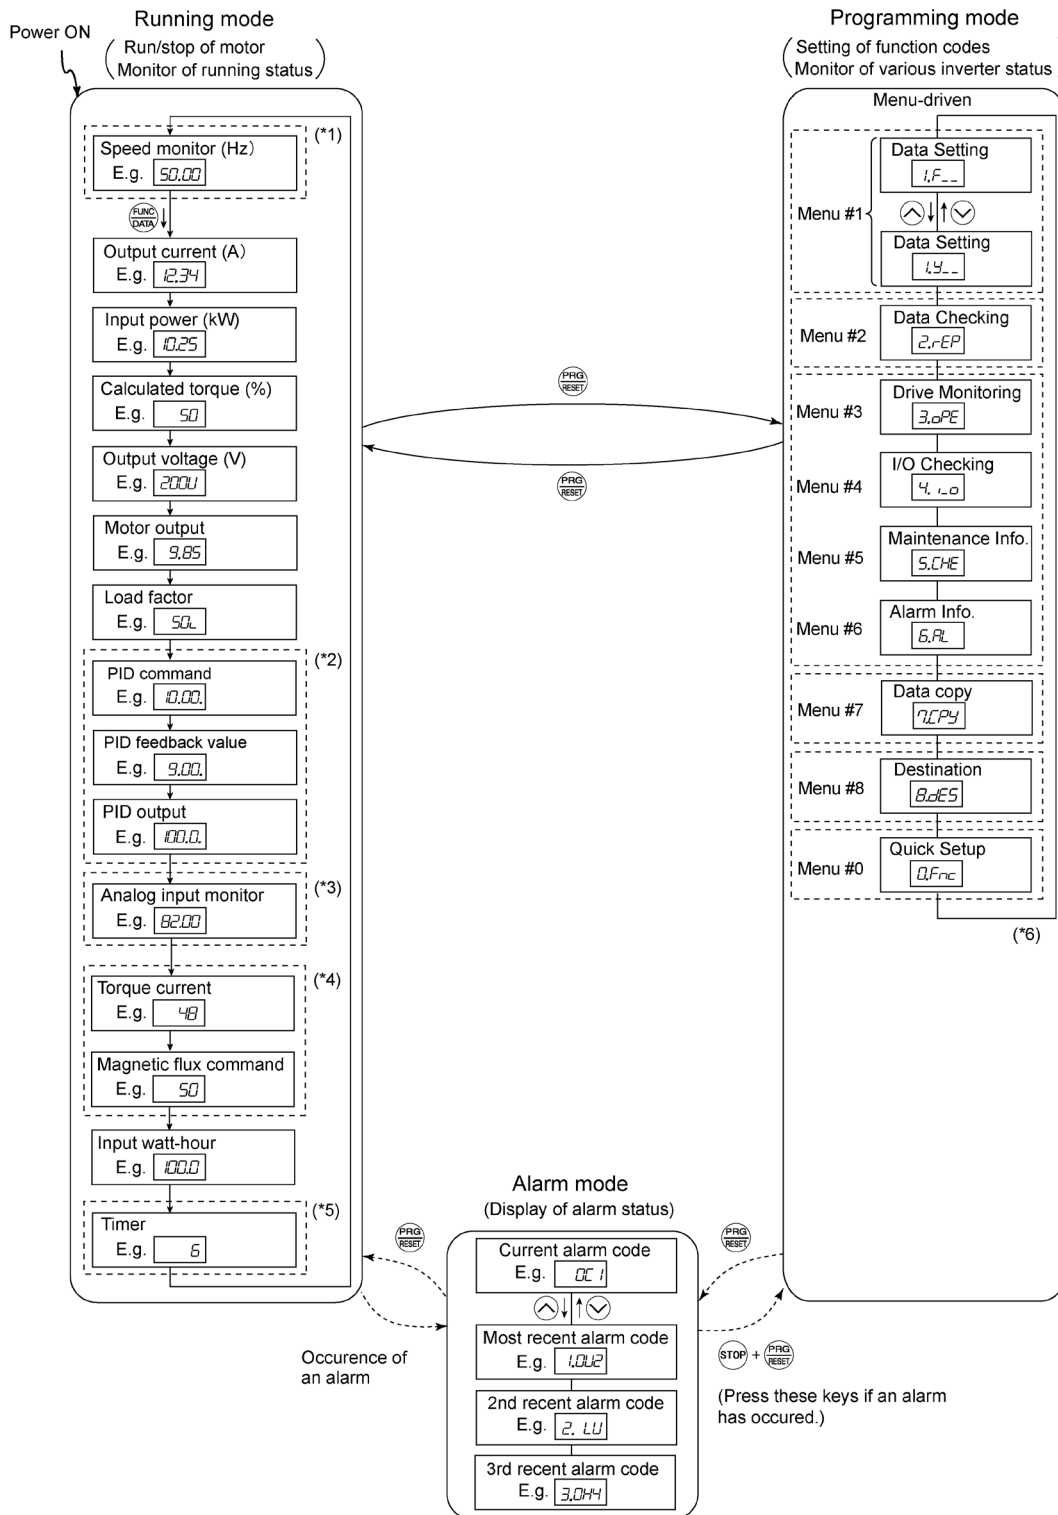 Power ON
Running mode
Run/stop of motor
Monitor of running status
(*1)
Speed monitor (Hz)
E.g. 50.00
FUNC
DATA
Output current (A)
E.g. 12.34
Input power (kW)
E.g. 10.25
Calculated torque (%)
E.g. 50
Output voltage (V)
E.g. 200U
Motor output
E.g. 9.85
Load factor
E.g. 50L
(*2)
PID command
E.g. 10.00.
PID feedback value
E.g. 9.00.
PID output
E.g. 100.0.
(*3)
Analog input monitor
E.g. 82.00
(*4)
Torque current
E.g. 48
Magnetic flux command
E.g. 50
Input watt-hour
E.g. 100.0
(*5)
Timer
E.g. 6
PRG
RESET
PRG
RESET
Programming mode
Setting of function codes
Monitor of various inverter status
Menu-driven
Menu #1
Data Setting
1.F__
Data Setting
1.y__
Menu #2
Data Checking
2.rEP
Menu #3
Drive Monitoring
3.oPE
Menu #4
I/O Checking
4.i_o
Menu #5
Maintenance Info.
5.CHE
Menu #6
Alarm Info.
6.AL
Menu #7
Data copy
7.CPY
Menu #8
Destination
8.dES
Menu #0
Quick Setup
0.Fnc
(*6)
Alarm mode
(Display of alarm status)
PRG
RESET
PRG
RESET
Current alarm code
E.g. OC1
Most recent alarm code
E.g. 1.OU2
2nd recent alarm code
E.g. 2. LU
3rd recent alarm code
E.g. 3.OH4
Occurence of
an alarm
STOP + PRG
RESET
(Press these keys if an alarm
has occured.)